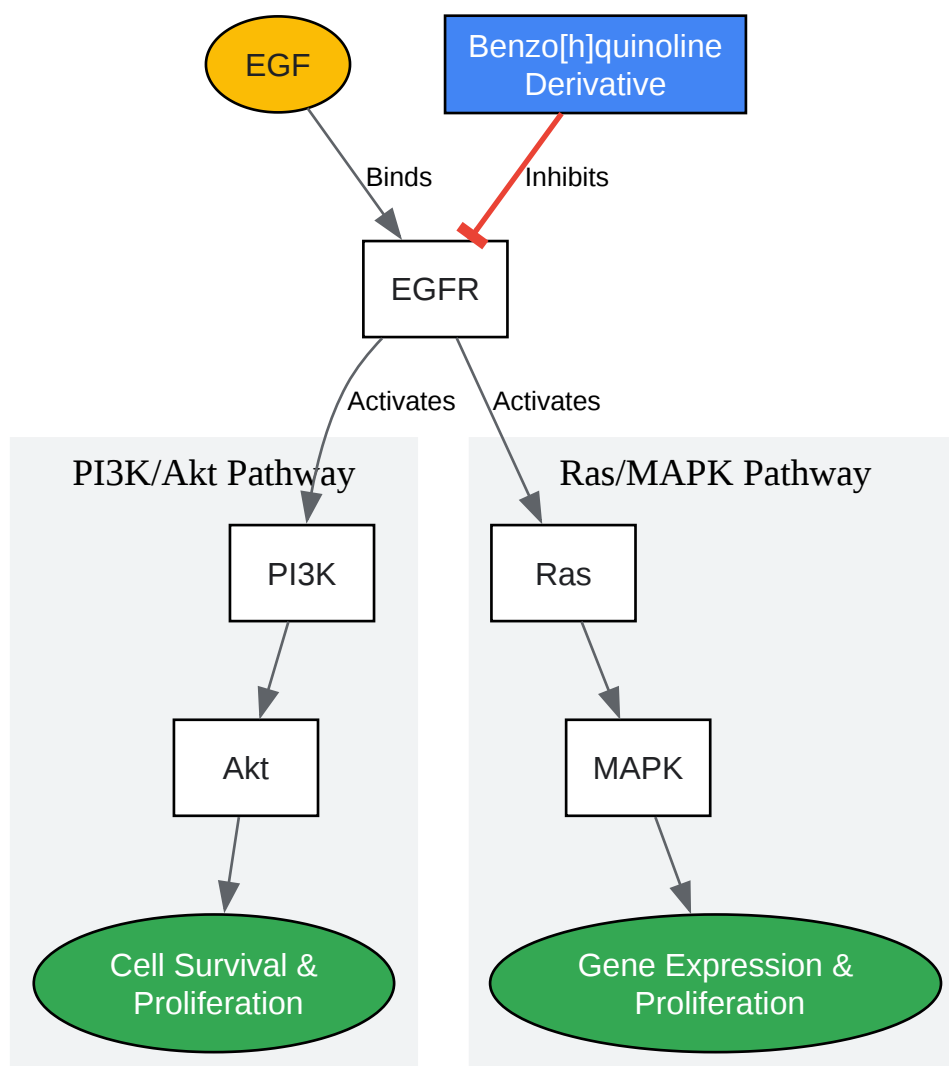 EGF
Benzo[h]quinoline
Derivative
Binds
Inhibits
EGFR
Activates
Activates
PI3K/Akt Pathway
Ras/MAPK Pathway
PI3K
Ras
Akt
MAPK
Cell Survival &
Proliferation
Gene Expression &
Proliferation